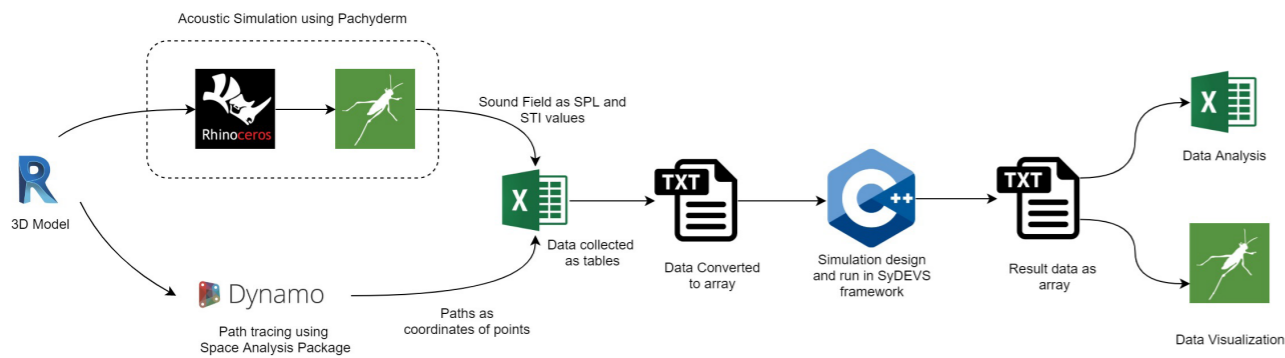 Acoustic Simulation using Pachyderm
Rhinoceros
Sound Field as SPL and
STI values
R
3D Model
X
Data collected
as tables
Dynamo
Path tracing using
Space Analysis Package
Paths as
coordinates of points
TXT
Data Converted
to array
C++
Simulation design
and run in SyDEVS
framework
TXT
Result data as
array
X
Data Analysis
Data Visualization